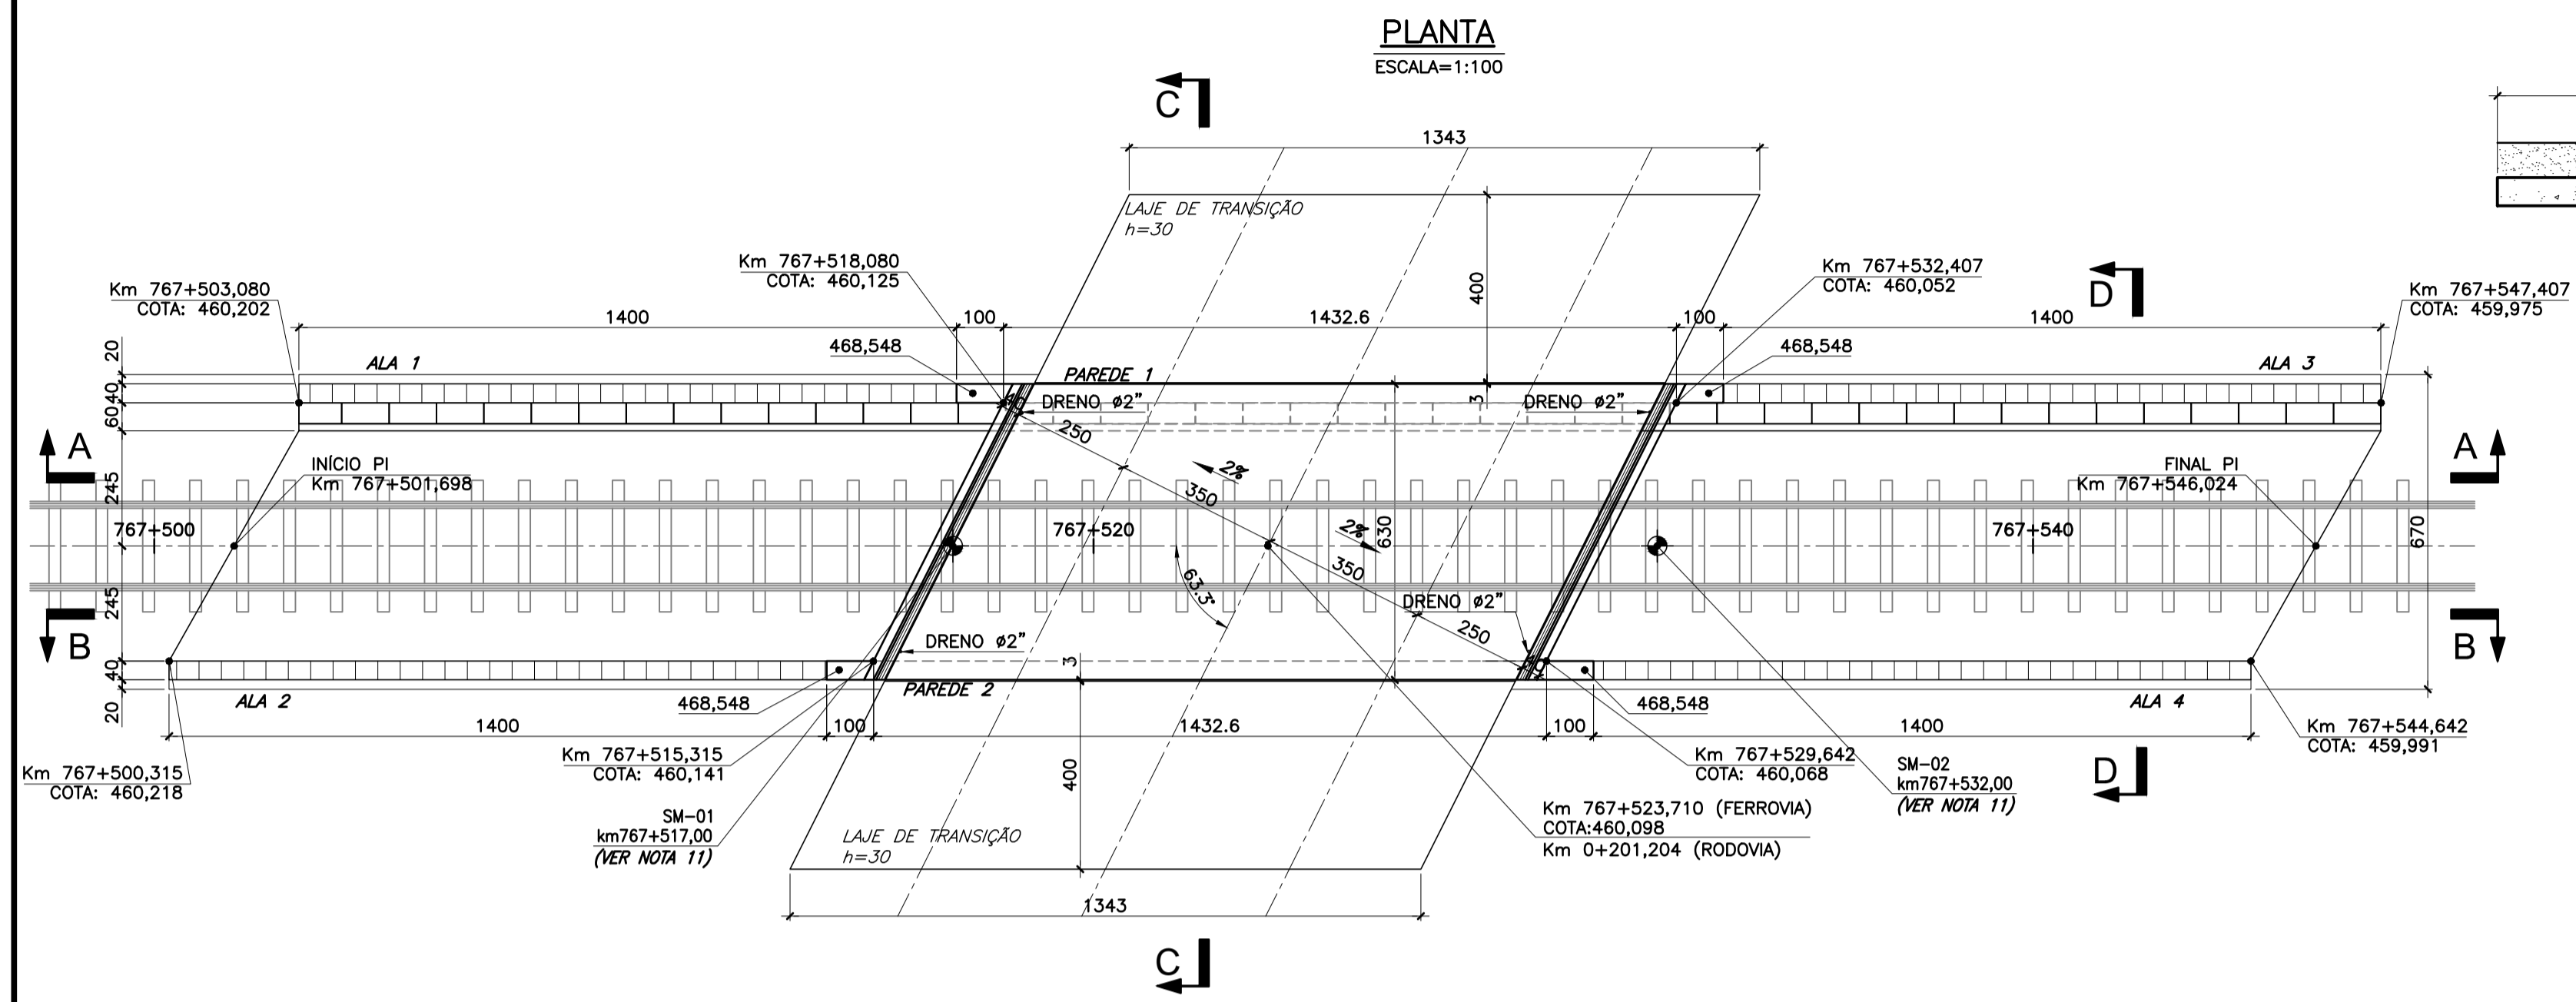 PLANTA
ESCALA=1:100
C
1343
LAJE DE TRANSIÇÃO
h=30
400
Km 767+518,080
COTA: 460,125
Km 767+532,407
COTA: 460,052
D
Km 767+503,080
COTA: 460,202
Km 767+547,407
COTA: 459,975
1400
100
1432.6
100
1400
468,548
468,548
20
40
60
245
245
40
20
ALA 1
PAREDE 1
ALA 3
DRENO ø2"
DRENO ø2"
3
40
250
A
A
INÍCIO PI
Km 767+501,698
FINAL PI
Km 767+546,024
2%
350
630
670
767+500
767+520
2%
767+540
63.3°
350
DRENO ø2"
250
B
B
DRENO ø2"
3
40
ALA 2
PAREDE 2
ALA 4
468,548
468,548
1400
100
1432.6
100
1400
Km 767+500,315
COTA: 460,218
Km 767+515,315
COTA: 460,141
Km 767+529,642
COTA: 460,068
Km 767+544,642
COTA: 459,991
D
400
SM-01
km767+517,00
(VER NOTA 11)
SM-02
km767+532,00
(VER NOTA 11)
Km 767+523,710 (FERROVIA)
COTA:460,098
Km 0+201,204 (RODOVIA)
LAJE DE TRANSIÇÃO
h=30
1343
C